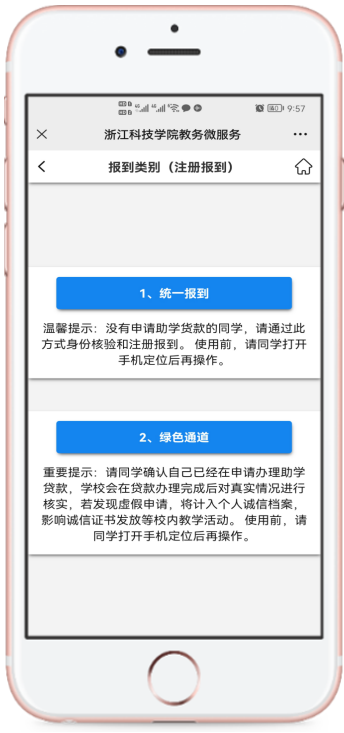 9:57
浙江科技学院教务微服务
报到类别（注册报到）
1、统一报到
温馨提示：没有申请助学贷款的同学，请通过此
方式身份核验和注册报到。 使用前，请同学打开
手机定位后再操作。
2、绿色通道
重要提示：请同学确认自己已经在申请办理助学
贷款，学校会在贷款办理完成后对真实情况进行
核实，若发现虚假申请，将计入个人诚信档案，
影响诚信证书发放等校内教学活动。 使用前，请
同学打开手机定位后再操作。